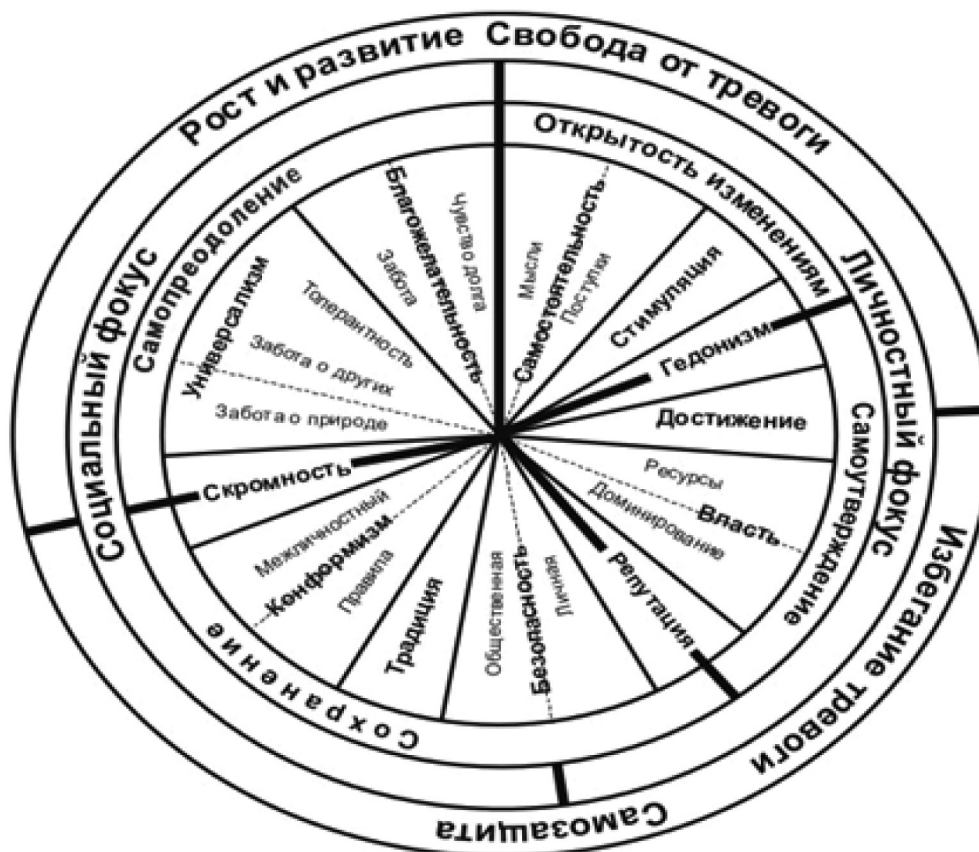 Рост и развитие
Свобода от тревоги
Избегание тревоги
Самозащита
Социальный фокус
Личностный фокус
Самопреодоление
Открытость изменениям
Самоутверждение
Сохранение
Благожелательность
Чувство долга
Забота
Универсализм
Толерантность
Забота о других
Забота о природе
Скромность
Межличностный
Конформизм
Правила
Традиция
Общественная
Безопасность
Личная
Репутация
Доминирование
Власть
Ресурсы
Достижение
Гедонизм
Стимуляция
Поступки
Самостоятельность
Мысли